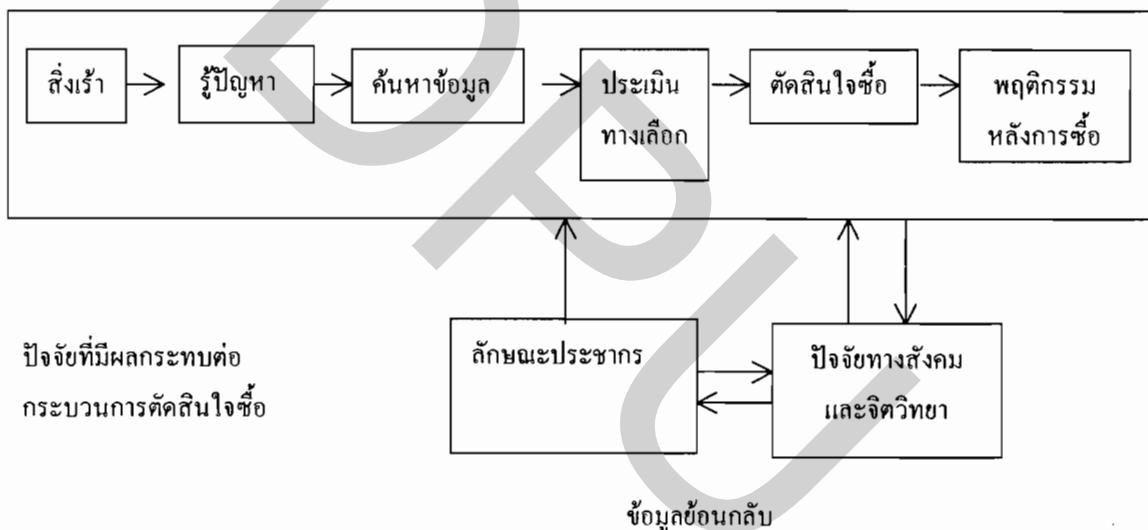 สิ่งเร้า
รู้ปัญหา
ค้นหาข้อมูล
ประเมิน
ทางเลือก
ตัดสินใจซื้อ
พฤติกรรม
หลังการซื้อ
ปัจจัยที่มีผลกระทบต่อ
กระบวนการตัดสินใจซื้อ
ลักษณะประชากร
ปัจจัยทางสังคม
และจิตวิทยา
ข้อมูลย้อนกลับ
DPU